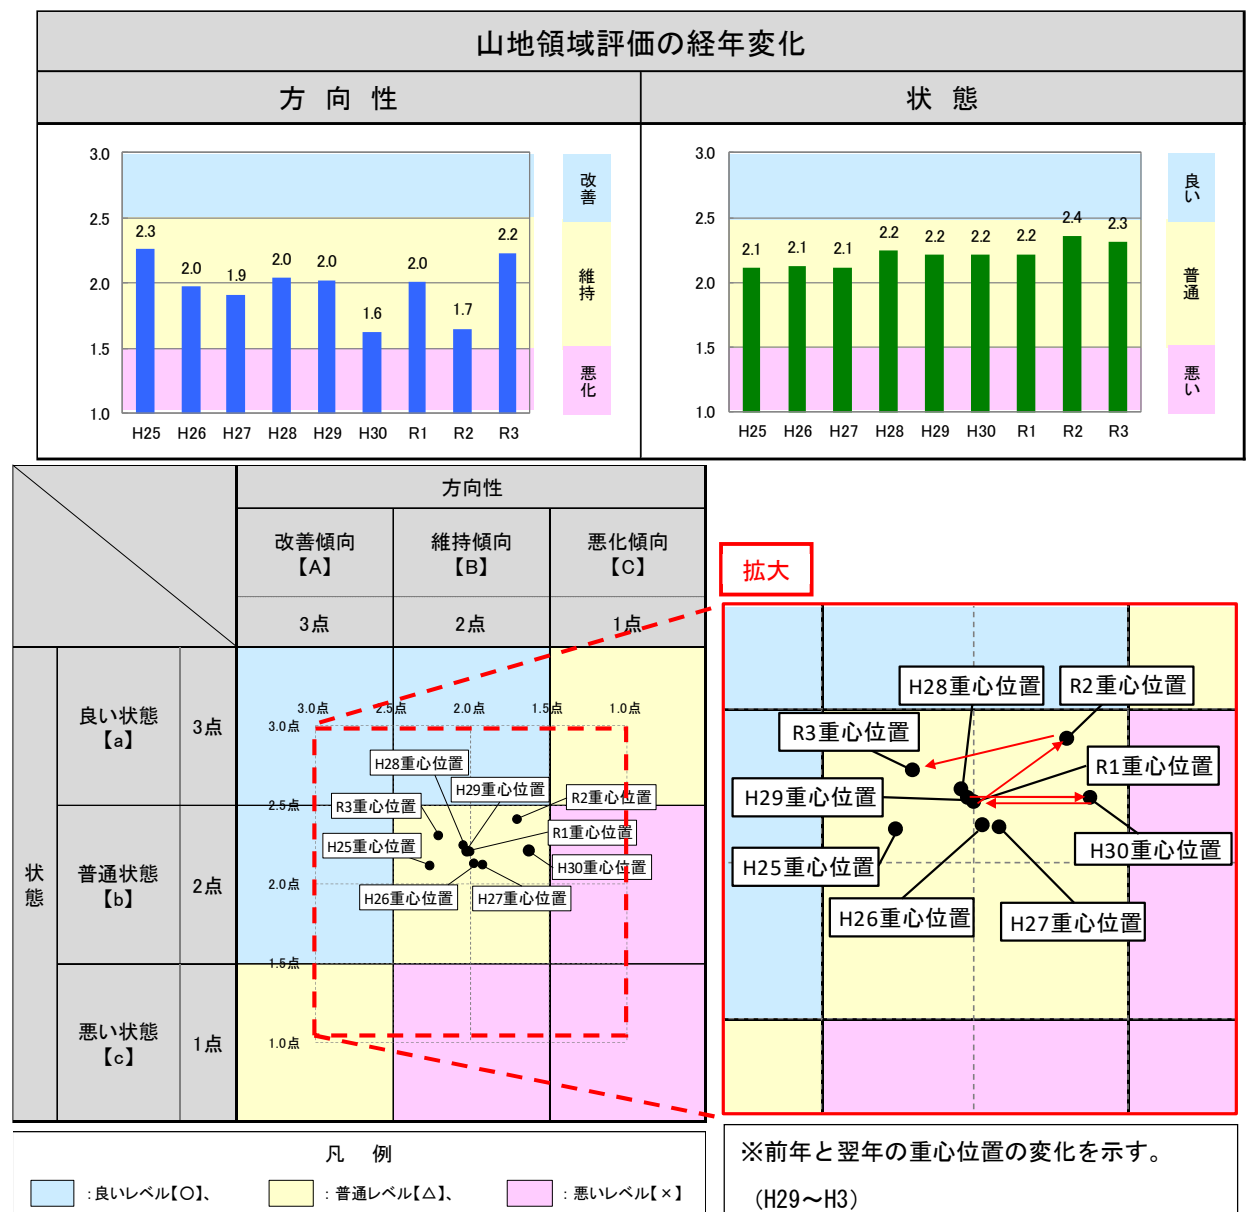 山地領域評価の経年変化
方 向 性
状 態
3.0
2.5
2.0
1.5
1.0
2.3
2.0
1.9
2.0
2.0
1.6
2.0
1.7
2.2
H25 H26 H27 H28 H29 H30 R1 R2 R3
改善
維持
悪化
3.0
2.5
2.0
1.5
1.0
2.1
2.1
2.1
2.2
2.2
2.2
2.2
2.4
2.3
H25 H26 H27 H28 H29 H30 R1 R2 R3
良い
普通
悪い
方向性
改善傾向
【A】
維持傾向
【B】
悪化傾向
【C】
3点
2点
1点
状態
良い状態
【a】
3点
普通状態
【b】
2点
悪い状態
【c】
1点
3.0点
2.5点
2.0点
1.5点
1.0点
3.0点
2.5点
2.0点
1.5点
1.0点
H28重心位置
H29重心位置
R2重心位置
R3重心位置
R1重心位置
H25重心位置
H30重心位置
H26重心位置
H27重心位置
拡大
H28重心位置
R2重心位置
R3重心位置
R1重心位置
H29重心位置
H30重心位置
H25重心位置
H26重心位置
H27重心位置
凡 例
:良いレベル【○】、
:普通レベル【△】、
:悪いレベル【×】
※前年と翌年の重心位置の変化を示す。
(H29～H3)